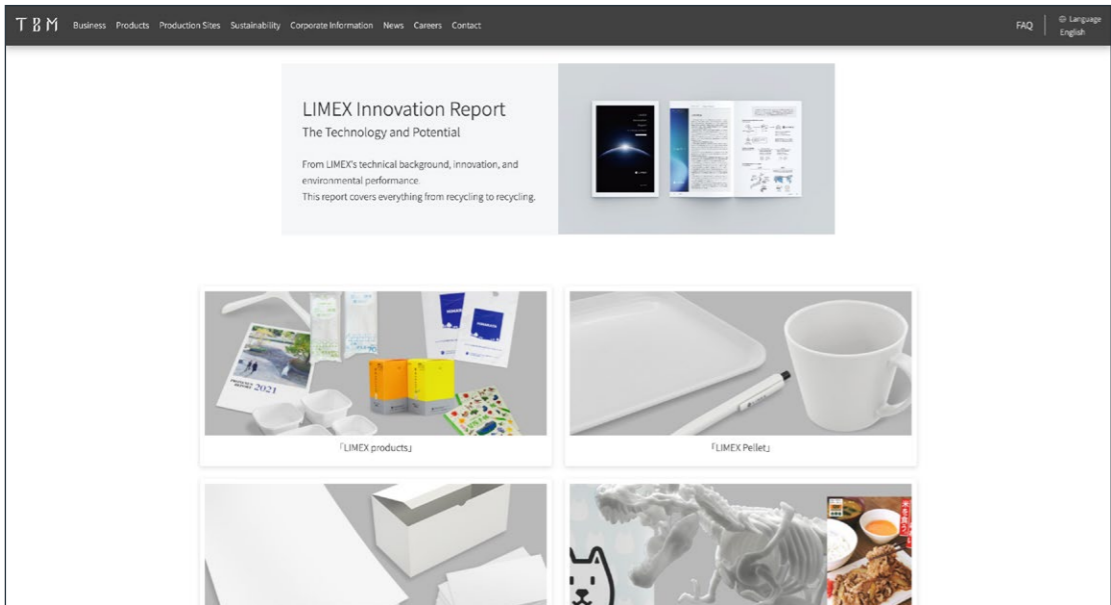 TBM Business Products Production Sites Sustainability Corporate Information News Careers Contact FAQ Language
English
LIMEX Innovation Report
The Technology and Potential
From LIMEX's technical background, innovation, and
environmental performance.
This report covers everything from recycling to recycling.
2021
「LIMEX products」
「LIMEX Pellet」